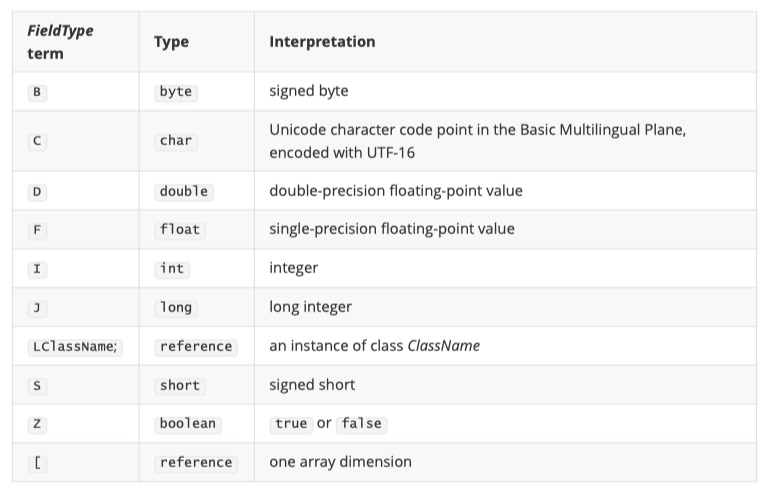 FieldType term Type Interpretation
B byte signed byte
C char Unicode character code point in the Basic Multilingual Plane,
encoded with UTF-16
D double double-precision floating-point value
F float single-precision floating-point value
I int integer
J long long integer
LClassName; reference an instance of class ClassName
S short signed short
Z boolean true or false
[ reference one array dimension